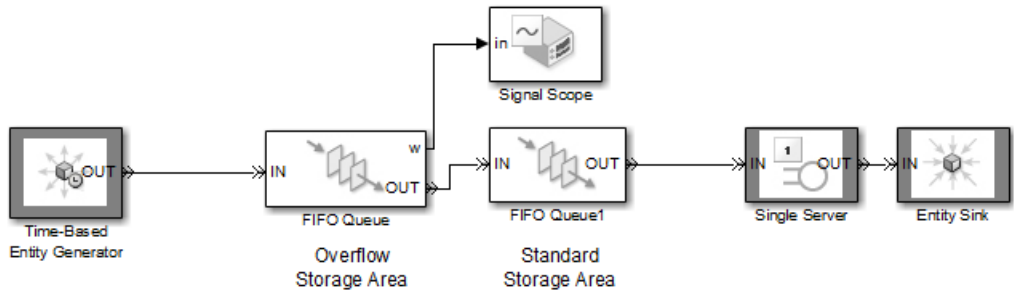 in
Signal Scope
OUT
Time-Based
Entity Generator
IN
w
OUT
FIFO Queue
Overflow
Storage Area
IN
OUT
FIFO Queue1
Standard
Storage Area
IN
1
OUT
Single Server
IN
Entity Sink